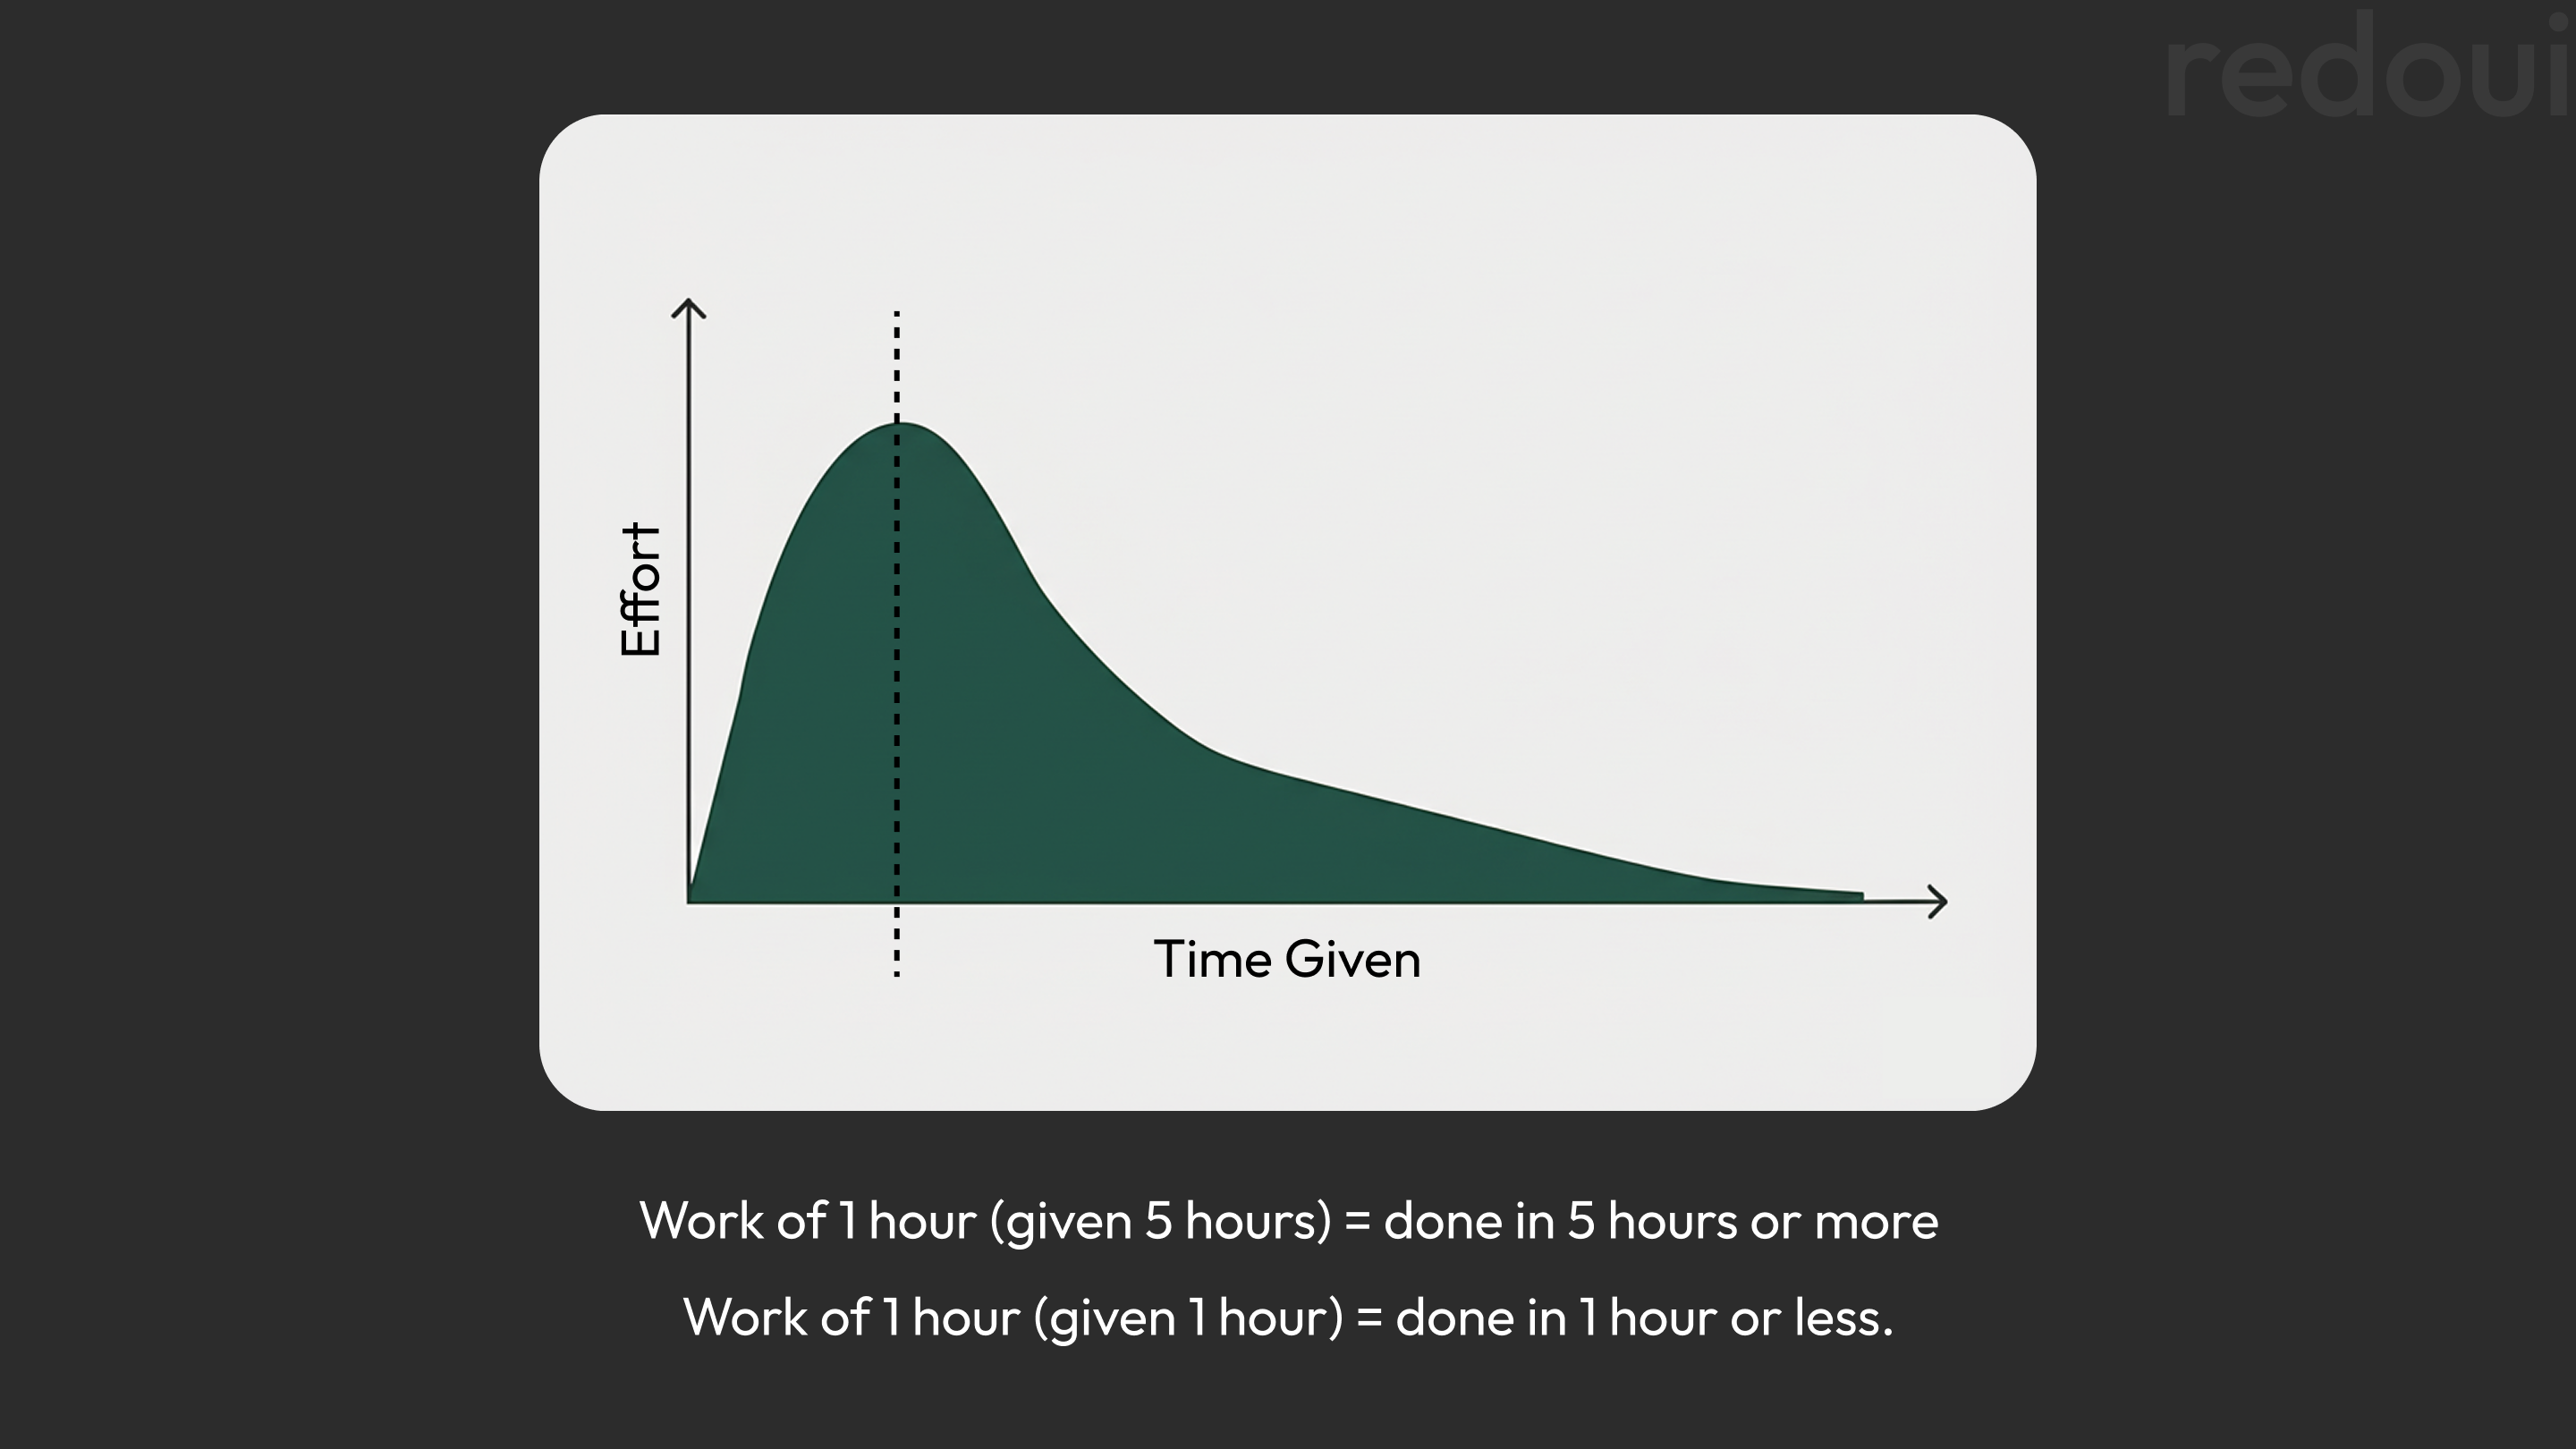 redoui
Effort
Time Given
Work of 1 hour (given 5 hours) = done in 5 hours or more
Work of 1 hour (given 1 hour) = done in 1 hour or less.